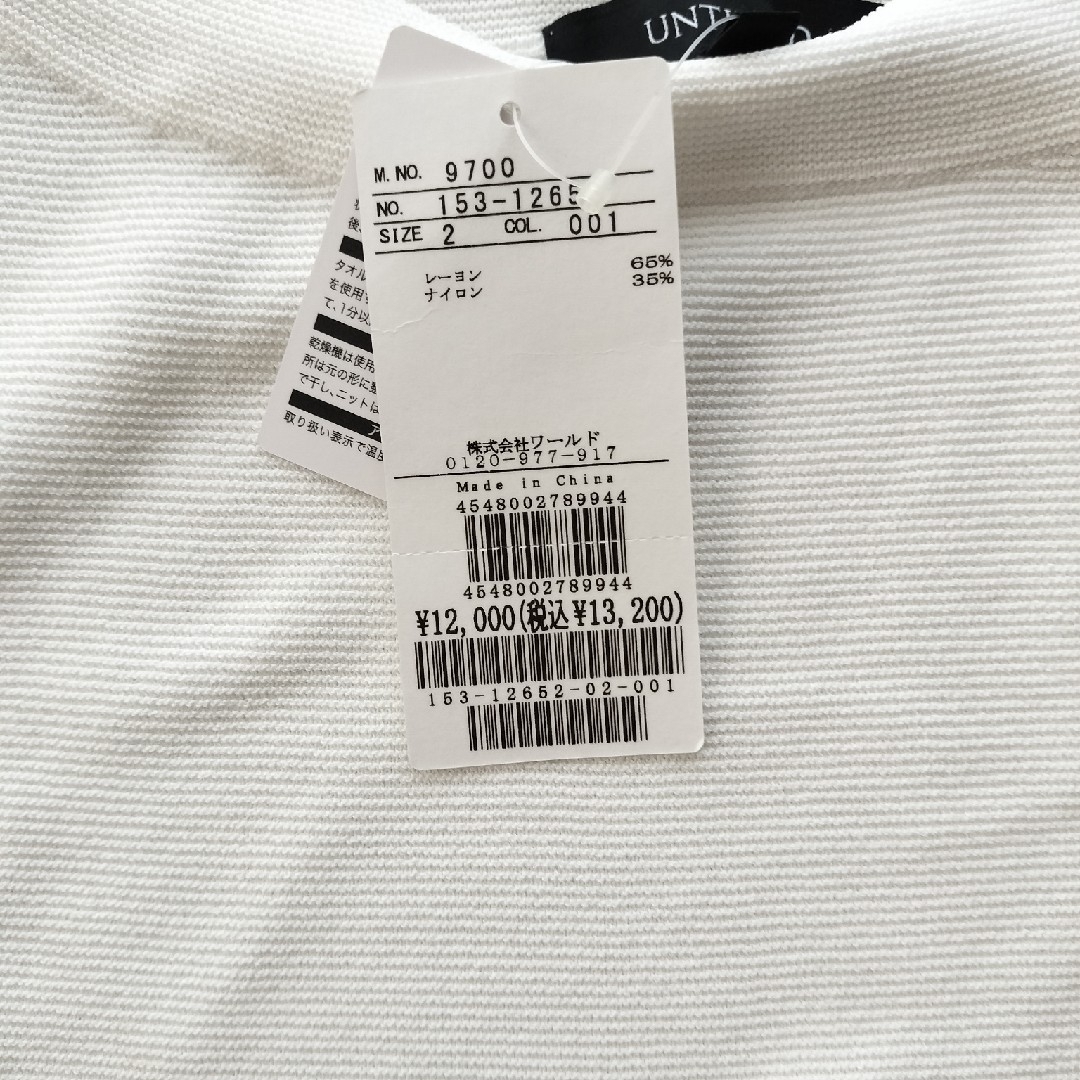 M. NO. 9700
NO. 153-1265
SIZE 2 COL. 001
レーヨン 65%
ナイロン 35%
株式会社ワールド
0120-977-917
Made in China
4548002789944
4548002789944
¥12,000(税込¥13,200)
153-12652-02-001
タオル
を使用
て、1分以
乾燥機は使用
所は元の形に
で干し、ニットは
取り扱い表示で温